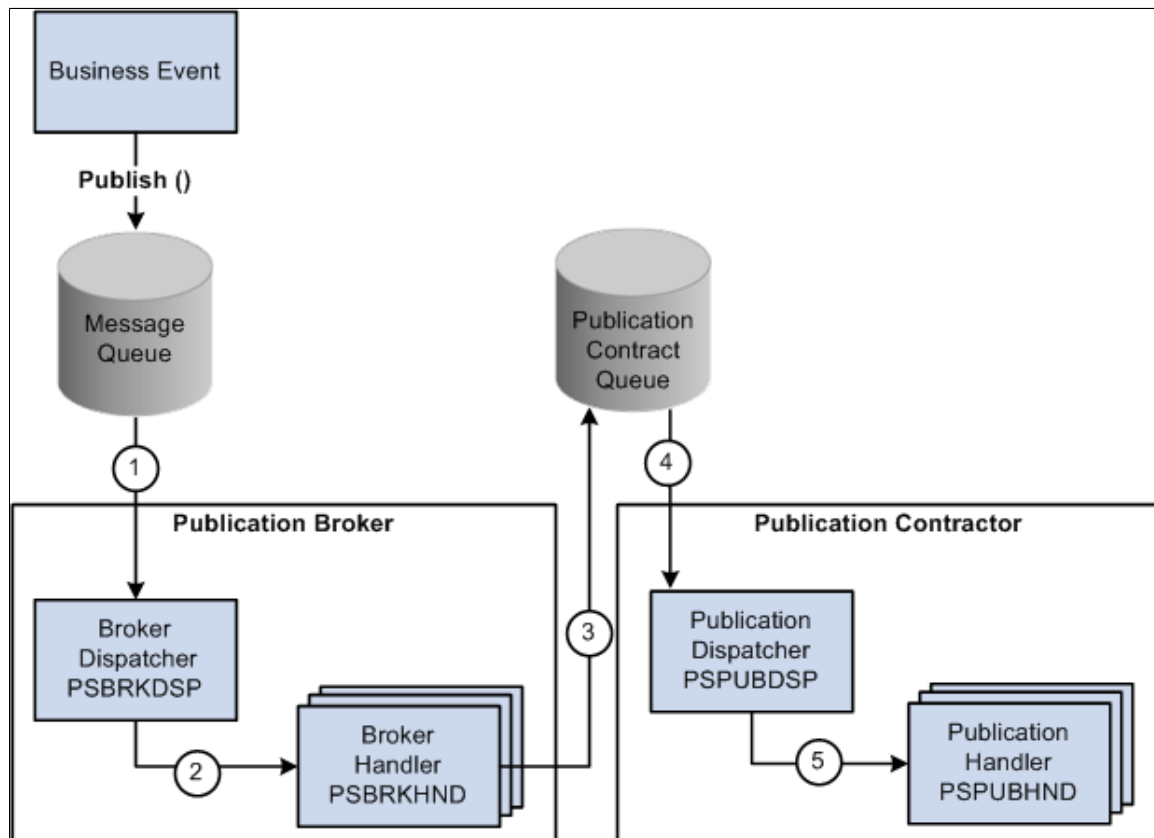 Business Event
Publish ()
Message
Queue
Publication
Contract
Queue
1
4
Publication Broker
Publication Contractor
Broker
Dispatcher
PSBRKDSP
Publication
Dispatcher
PSPUBDSP
3
2
Broker
Handler
PSBRKHND
5
Publication
Handler
PSPUBHND